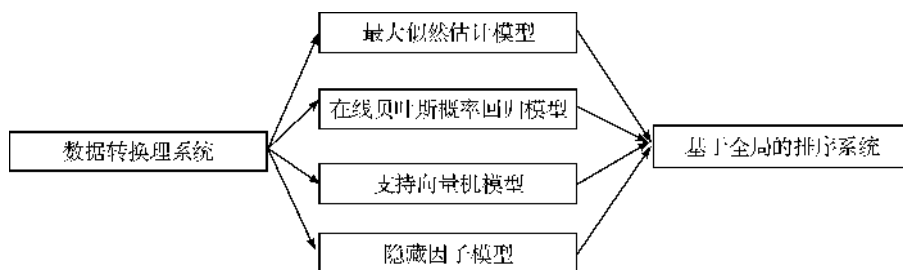 最大似然估计模型
在线贝叶斯概率回归模型
数据转换理系统
基于全局的排序系统
支持向量机模型
隐藏因子模型